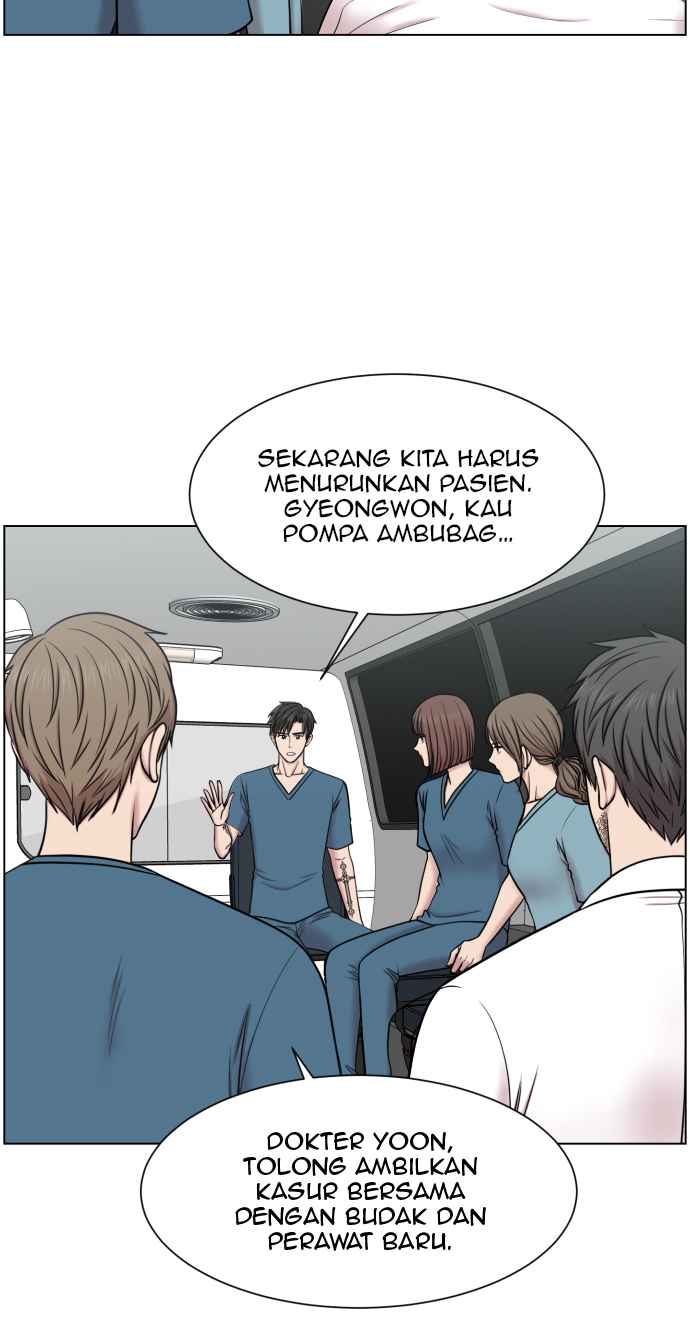 SEKARANG KITA HARUS
MENURUNKAN PASIEN.
GYEONGWON, KAU
POMPA AMBUBAG...
DOKTER YOON,
TOLONG AMBILKAN
KASUR BERSAMA
DENGAN BUDAK DAN
PERAWAT BARU.